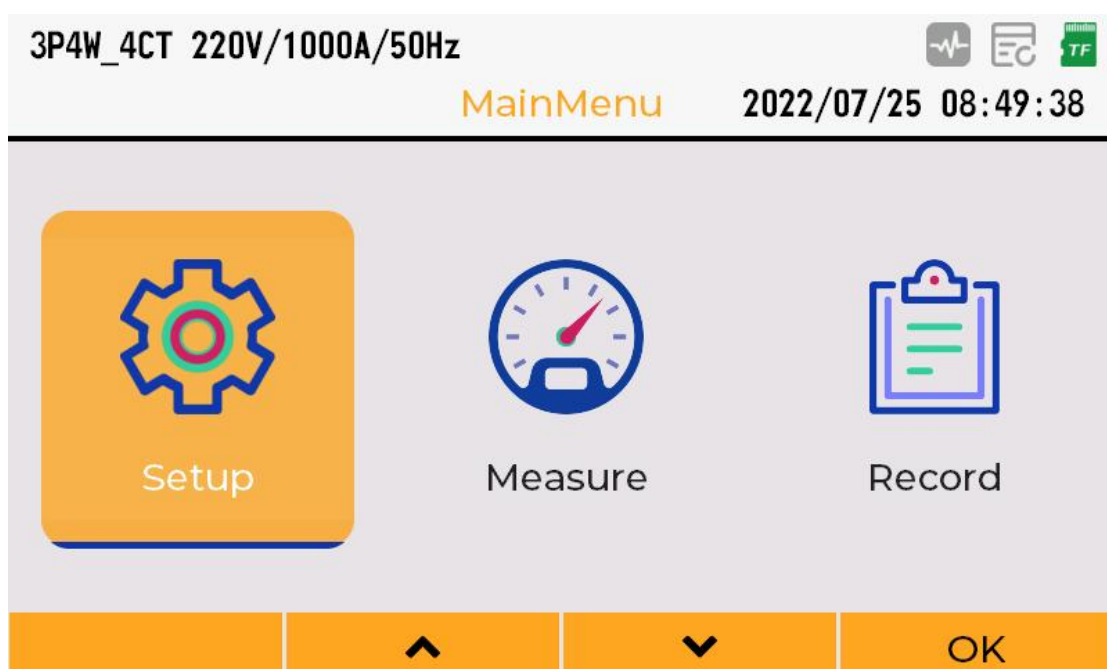 3P4W_4CT 220V/1000A/50Hz
TF
MainMenu 2022/07/25 08:49:38
Setup Measure Record
OK